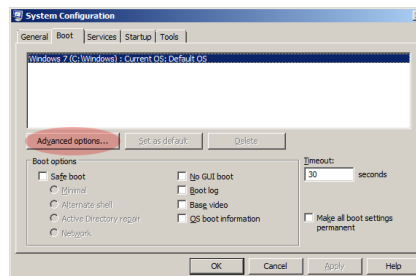 System Configuration
General Boot Services Startup Tools
Windows 7 (C:\Windows) : Current OS; Default OS
Advanced options... Set as default Delete
Boot options
Timeout:
Safe boot No GUI boot 30 seconds
Minimal Boot log
Alternate shell Base video
Active Directory repair OS boot information Make all boot settings
permanent
Network
OK Cancel Apply Help